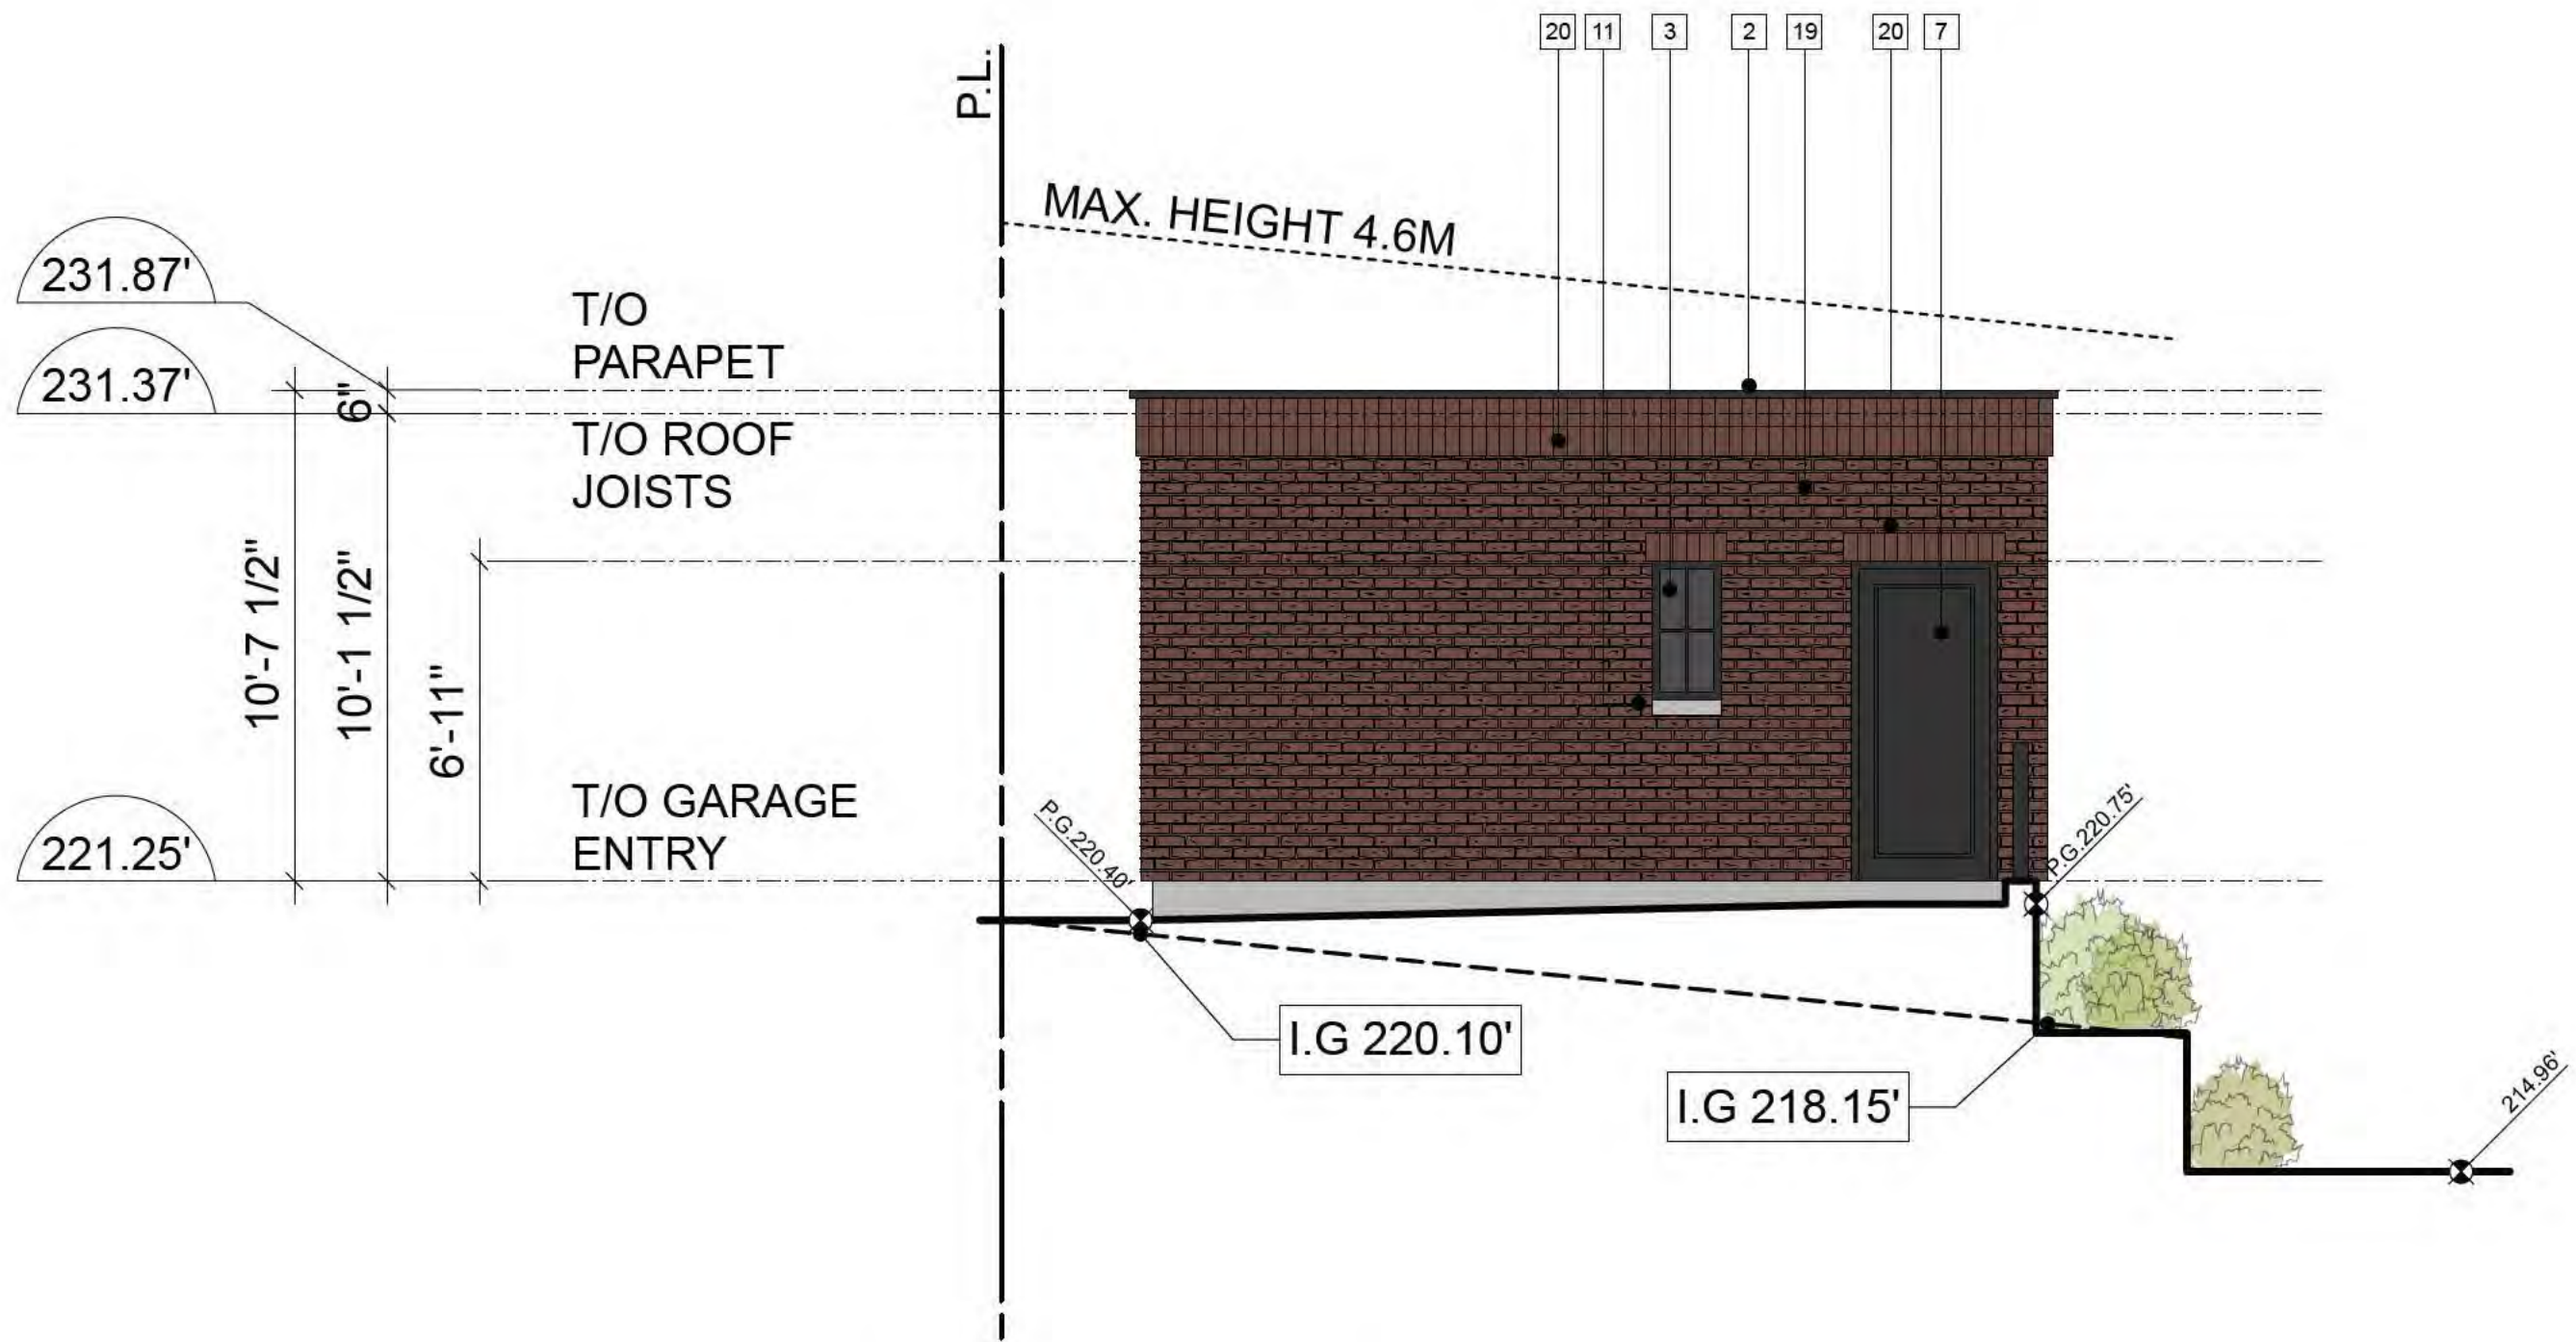 20 11 3 2 19 20 7
P.L.
MAX. HEIGHT 4.6M
231.87'
T/O
PARAPET
231.37'
6"
T/O ROOF
JOISTS
10'-7 1/2"
10'-1 1/2"
6'-11"
T/O GARAGE
ENTRY
221.25'
P.G.220.40'
P.G.220.75'
I.G 220.10'
I.G 218.15'
214.96'